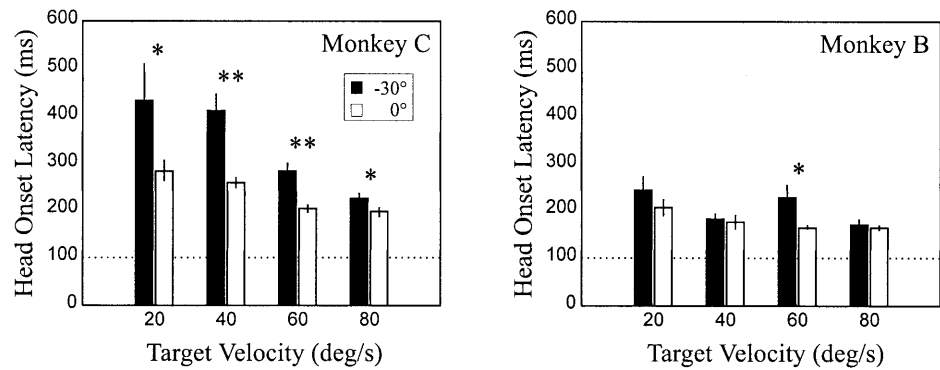 600
500
400
300
200
100
0
Head Onset Latency (ms)
Monkey C
-30°
0°
*
**
**
*
20 40 60 80
Target Velocity (deg/s)
600
500
400
300
200
100
0
Head Onset Latency (ms)
Monkey B
*
20 40 60 80
Target Velocity (deg/s)